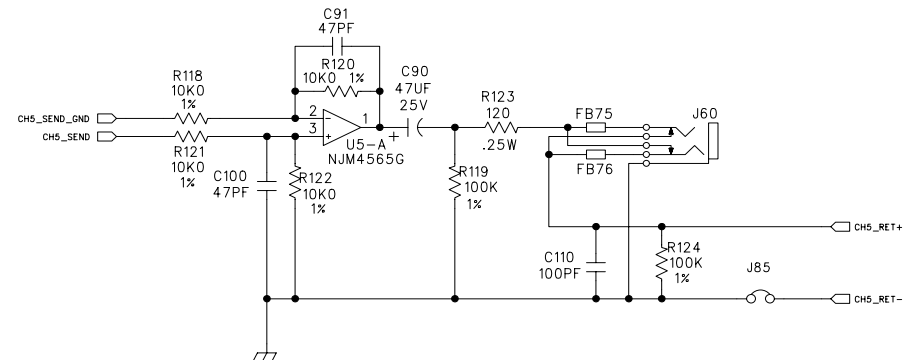 C91
47PF
R120
10K0 1%
R118
10K0
1%
C90
47UF
25V
R123
120
.25W
FB75
J60
CH5_SEND_GND
CH5_SEND
2
3
1
-
+
+
U5-A
NJM4565G
R121
10K0
1%
C100
47PF
R122
10K0
1%
R119
100K
1%
FB76
CH5_RET+
C110
100PF
R124
100K
1%
J85
CH5_RET-